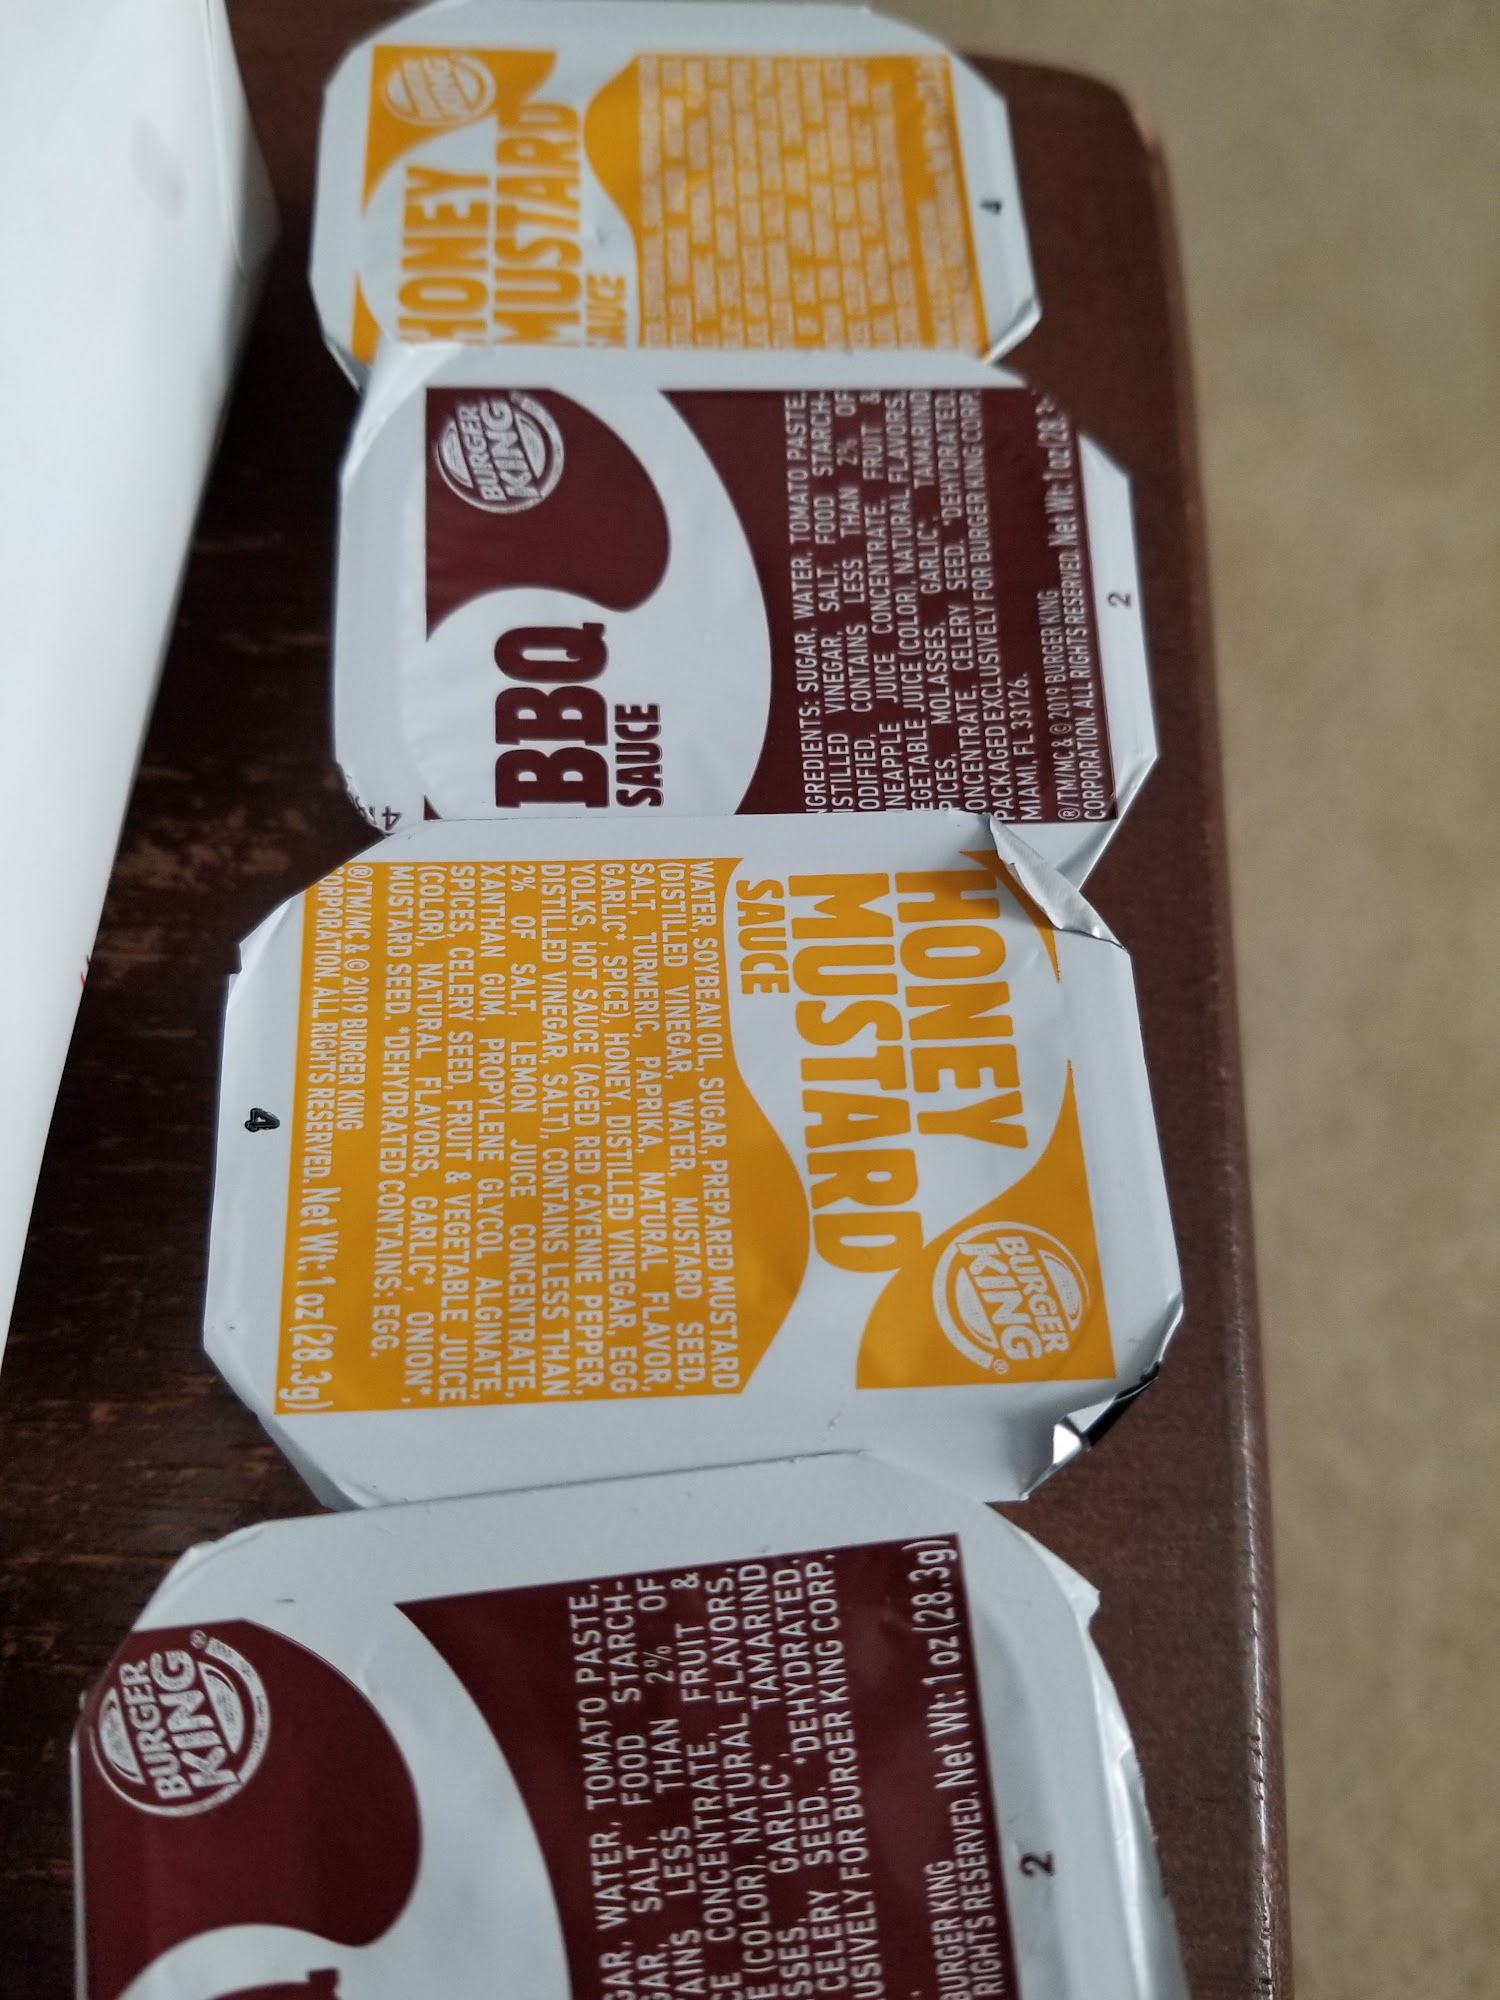 BURGER
KING
HONEY
MUSTARD
SAUCE
4
BURGER
KING
BBQ
SAUCE
INGREDIENTS: SUGAR, WATER, TOMATO PASTE,
DISTILLED VINEGAR, SALT, FOOD STARCH-
MODIFIED, CONTAINS LESS THAN 2% OF
PINEAPPLE JUICE CONCENTRATE, FRUIT &
VEGETABLE JUICE (COLOR), NATURAL FLAVORS,
SPICES, MOLASSES, GARLIC*, TAMARIND
CONCENTRATE, CELERY SEED. *DEHYDRATED.
PACKAGED EXCLUSIVELY FOR BURGER KING CORP.
MIAMI, FL 33126.
®/TM/MC & © 2019 BURGER KING
CORPORATION. ALL RIGHTS RESERVED. Net Wt: 1 oz (28.3
2
HONEY
MUSTARD
SAUCE
BURGER
KING®
WATER, SOYBEAN OIL, SUGAR, PREPARED MUSTARD
(DISTILLED VINEGAR, WATER, MUSTARD SEED,
SALT, TURMERIC, PAPRIKA, NATURAL FLAVOR,
GARLIC*, SPICE), HONEY, DISTILLED VINEGAR, EGG
YOLKS, HOT SAUCE (AGED RED CAYENNE PEPPER,
DISTILLED VINEGAR, SALT), CONTAINS LESS THAN
2% OF SALT, LEMON JUICE CONCENTRATE,
XANTHAN GUM, PROPYLENE GLYCOL ALGINATE,
SPICES, CELERY SEED, FRUIT & VEGETABLE JUICE
(COLOR), NATURAL FLAVORS, GARLIC*, ONION*,
MUSTARD SEED. *DEHYDRATED CONTAINS: EGG.
®/TM/MC & © 2019 BURGER KING
CORPORATION. ALL RIGHTS RESERVED. Net Wt: 1 oz (28.3g)
4
BURGER
KING®
GAR, WATER, TOMATO PASTE,
GAR, SALT, FOOD STARCH-
AINS LESS THAN 2% OF
CE CONCENTRATE, FRUIT &
E (COLOR), NATURAL FLAVORS,
SSES, GARLIC*, TAMARIND
CELERY SEED. *DEHYDRATED.
USIVELY FOR BURGER KING CORP.
BURGER KING
RIGHTS RESERVED. Net Wt: 1 oz (28.3g)
2